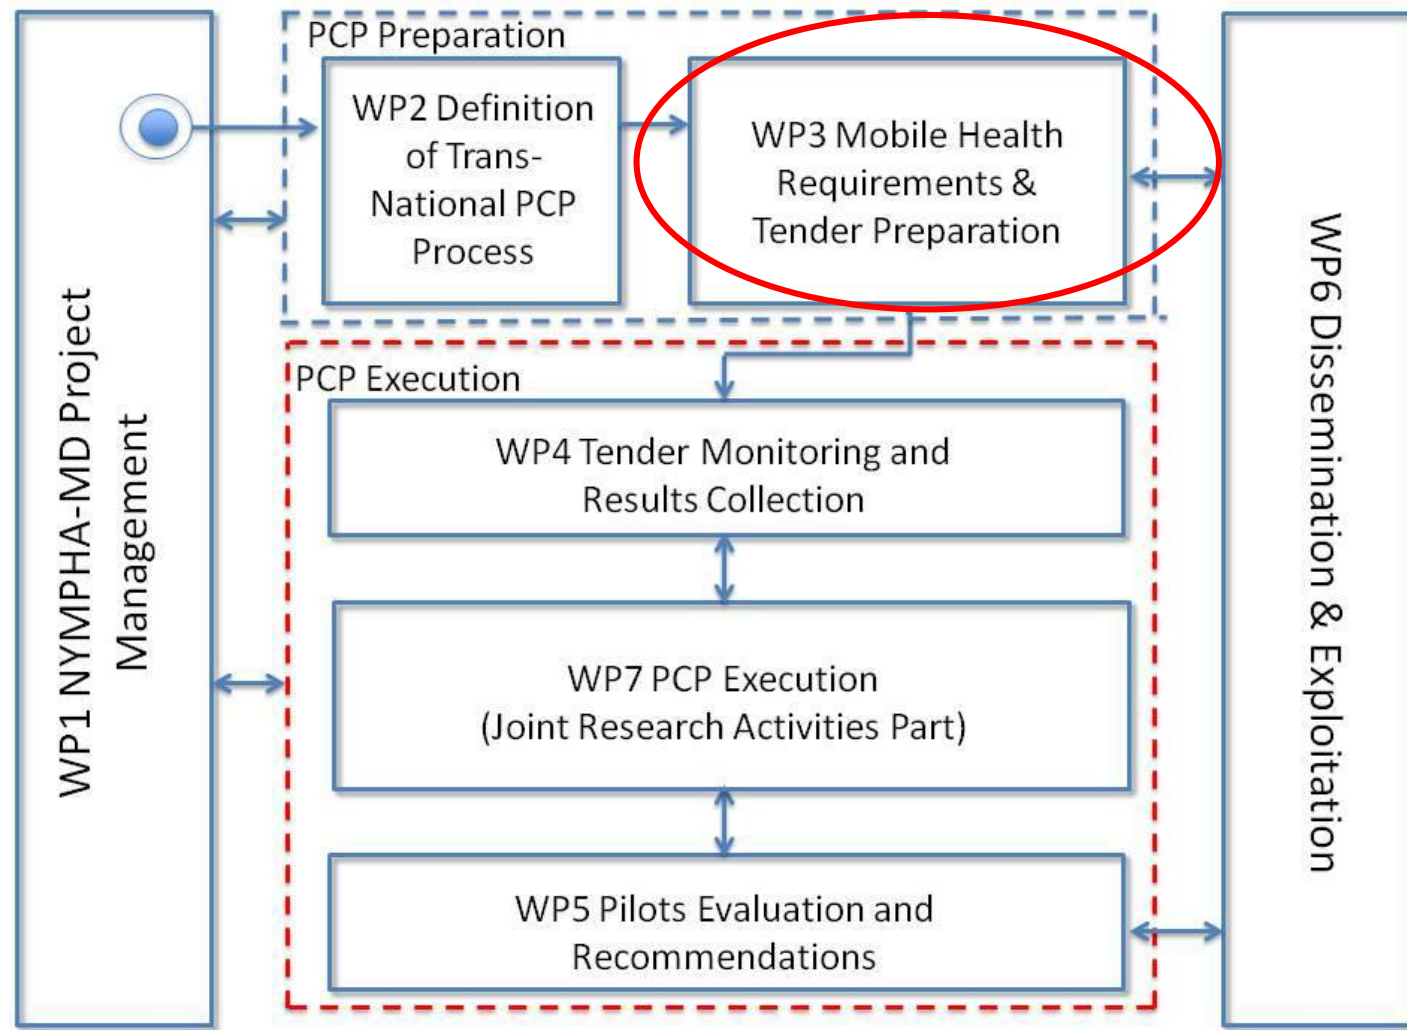 WP1 NYMPHA-MD Project
Management
PCP Preparation
WP2 Definition
of Trans-
National PCP
Process
WP3 Mobile Health
Requirements &
Tender Preparation
PCP Execution
WP4 Tender Monitoring and
Results Collection
WP7 PCP Execution
(Joint Research Activities Part)
WP5 Pilots Evaluation and
Recommendations
WP6 Dissemination & Exploitation